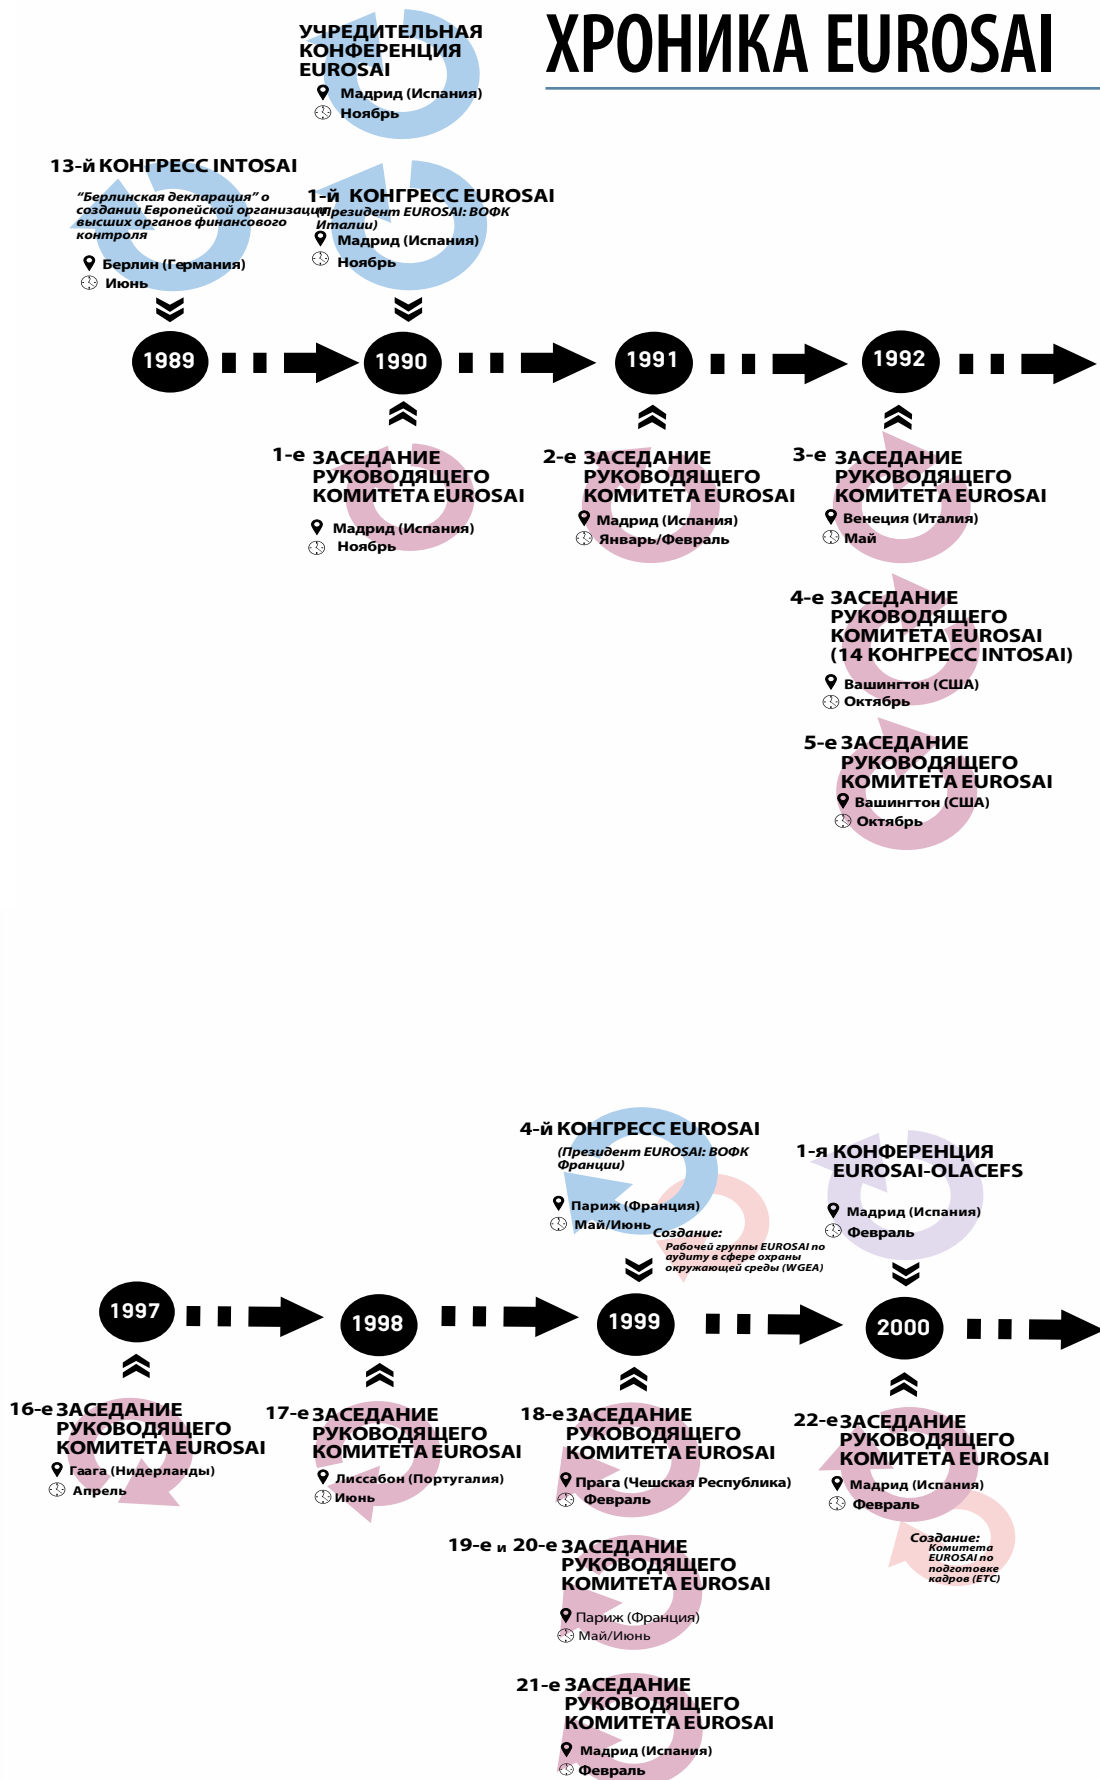 ХРОНИКА EUROSAI
УЧРЕДИТЕЛЬНАЯ
КОНФЕРЕНЦИЯ
EUROSAI
Мадрид (Испания)
Ноябрь
13-й КОНГРЕСС INTOSAI
"Берлинская декларация" о
создании Европейской организации
высших органов финансового
контроля
Берлин (Германия)
Июнь
1-й КОНГРЕСС EUROSAI
(Президент EUROSAI: ВОФК
Италии)
Мадрид (Испания)
Ноябрь
1989
1990
1991
1992
1-е ЗАСЕДАНИЕ
РУКОВОДЯЩЕГО
КОМИТЕТА EUROSAI
Мадрид (Испания)
Ноябрь
2-е ЗАСЕДАНИЕ
РУКОВОДЯЩЕГО
КОМИТЕТА EUROSAI
Мадрид (Испания)
Январь/Февраль
3-е ЗАСЕДАНИЕ
РУКОВОДЯЩЕГО
КОМИТЕТА EUROSAI
Венеция (Италия)
Май
4-е ЗАСЕДАНИЕ
РУКОВОДЯЩЕГО
КОМИТЕТА EUROSAI
(14 КОНГРЕСС INTOSAI)
Вашингтон (США)
Октябрь
5-е ЗАСЕДАНИЕ
РУКОВОДЯЩЕГО
КОМИТЕТА EUROSAI
Вашингтон (США)
Октябрь
4-й КОНГРЕСС EUROSAI
(Президент EUROSAI: ВОФК
Франции)
Париж (Франция)
Май/Июнь
Создание:
Рабочей группы EUROSAI по
аудиту в сфере охраны
окружающей среды (WGEA)
1-я КОНФЕРЕНЦИЯ
EUROSAI-OLACEFS
Мадрид (Испания)
Февраль
1997
1998
1999
2000
16-е ЗАСЕДАНИЕ
РУКОВОДЯЩЕГО
КОМИТЕТА EUROSAI
Гаага (Нидерланды)
Апрель
17-е ЗАСЕДАНИЕ
РУКОВОДЯЩЕГО
КОМИТЕТА EUROSAI
Лиссабон (Португалия)
Июнь
18-е ЗАСЕДАНИЕ
РУКОВОДЯЩЕГО
КОМИТЕТА EUROSAI
Прага (Чешская Республика)
Февраль
19-е и 20-е ЗАСЕДАНИЕ
РУКОВОДЯЩЕГО
КОМИТЕТА EUROSAI
Париж (Франция)
Май/Июнь
21-е ЗАСЕДАНИЕ
РУКОВОДЯЩЕГО
КОМИТЕТА EUROSAI
Мадрид (Испания)
Февраль
22-е ЗАСЕДАНИЕ
РУКОВОДЯЩЕГО
КОМИТЕТА EUROSAI
Мадрид (Испания)
Февраль
Создание:
Комитета
EUROSAI по
подготовке
кадров (ETC)